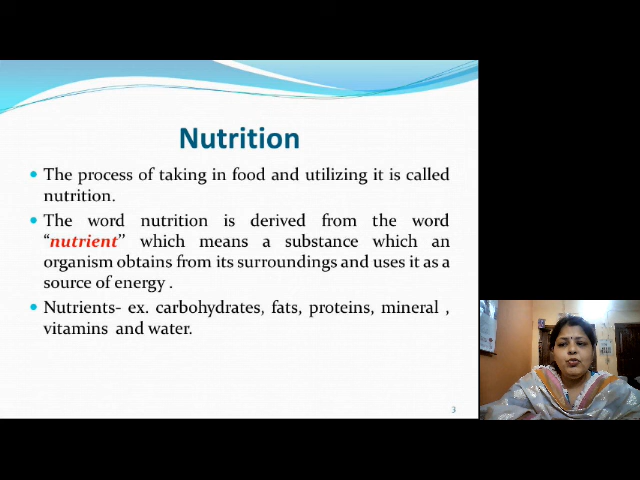 Nutrition
• The process of taking in food and utilizing it is called
nutrition.
• The word nutrition is derived from the word
“nutrient’’ which means a substance which an
organism obtains from its surroundings and uses it as a
source of energy .
• Nutrients- ex. carbohydrates, fats, proteins, mineral ,
vitamins and water.
3